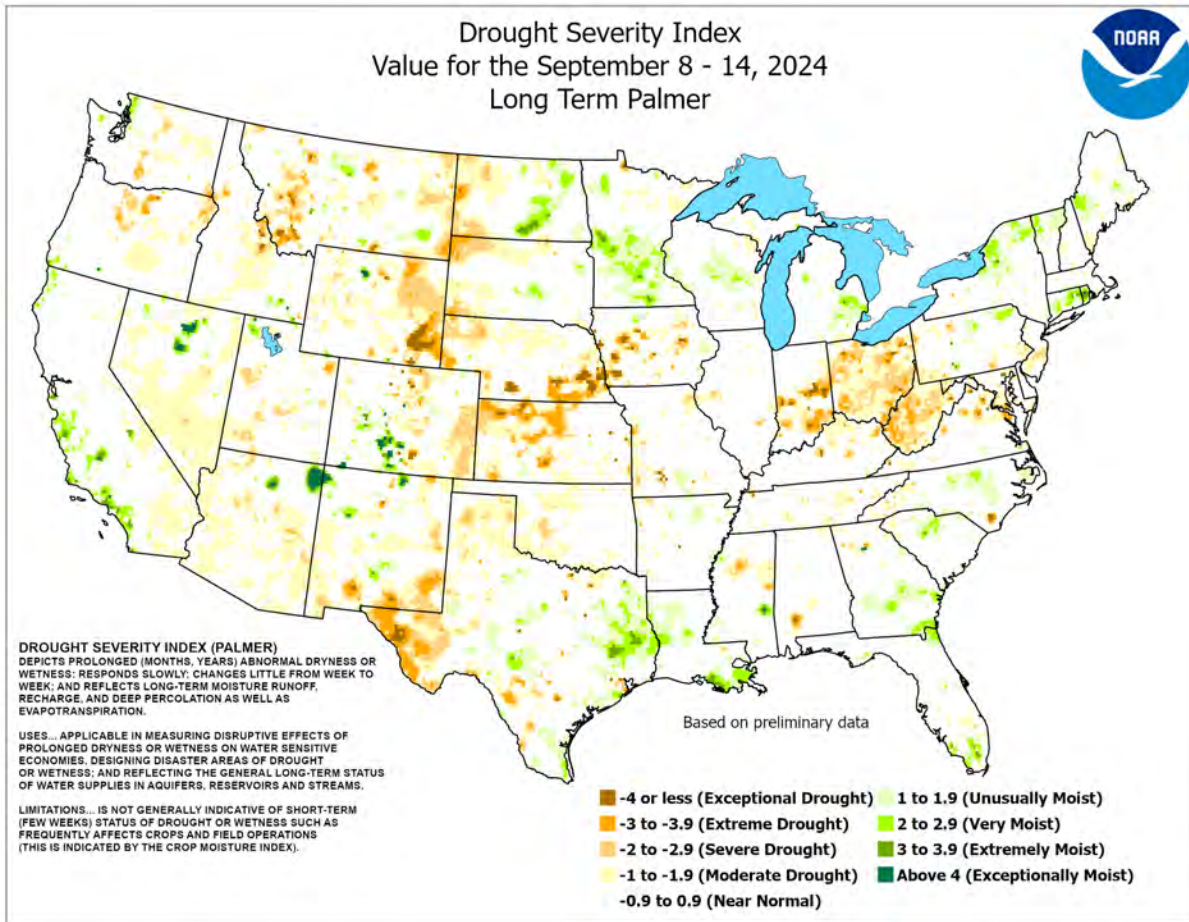 Drought Severity Index
Value for the September 8 - 14, 2024
Long Term Palmer
NOAA
DROUGHT SEVERITY INDEX (PALMER)
DEPICTS PROLONGED (MONTHS, YEARS) ABNORMAL DRYNESS OR
WETNESS; RESPONDS SLOWLY; CHANGES LITTLE FROM WEEK TO
WEEK; AND REFLECTS LONG-TERM MOISTURE RUNOFF,
RECHARGE, AND DEEP PERCOLATION AS WELL AS
EVAPOTRANSPIRATION.
USES... APPLICABLE IN MEASURING DISRUPTIVE EFFECTS OF
PROLONGED DRYNESS OR WETNESS ON WATER SENSITIVE
ECONOMIES, DESIGNING DISASTER AREAS OF DROUGHT
OR WETNESS; AND REFLECTING THE GENERAL LONG-TERM STATUS
OF WATER SUPPLIES IN AQUIFERS, RESERVOIRS AND STREAMS.
LIMITATIONS... IS NOT GENERALLY INDICATIVE OF SHORT-TERM
(FEW WEEKS) STATUS OF DROUGHT OR WETNESS SUCH AS
FREQUENTLY AFFECTS CROPS AND FIELD OPERATIONS
(THIS IS INDICATED BY THE CROP MOISTURE INDEX).
Based on preliminary data
-4 or less (Exceptional Drought)
-3 to -3.9 (Extreme Drought)
-2 to -2.9 (Severe Drought)
-1 to -1.9 (Moderate Drought)
-0.9 to 0.9 (Near Normal)
1 to 1.9 (Unusually Moist)
2 to 2.9 (Very Moist)
3 to 3.9 (Extremely Moist)
Above 4 (Exceptionally Moist)